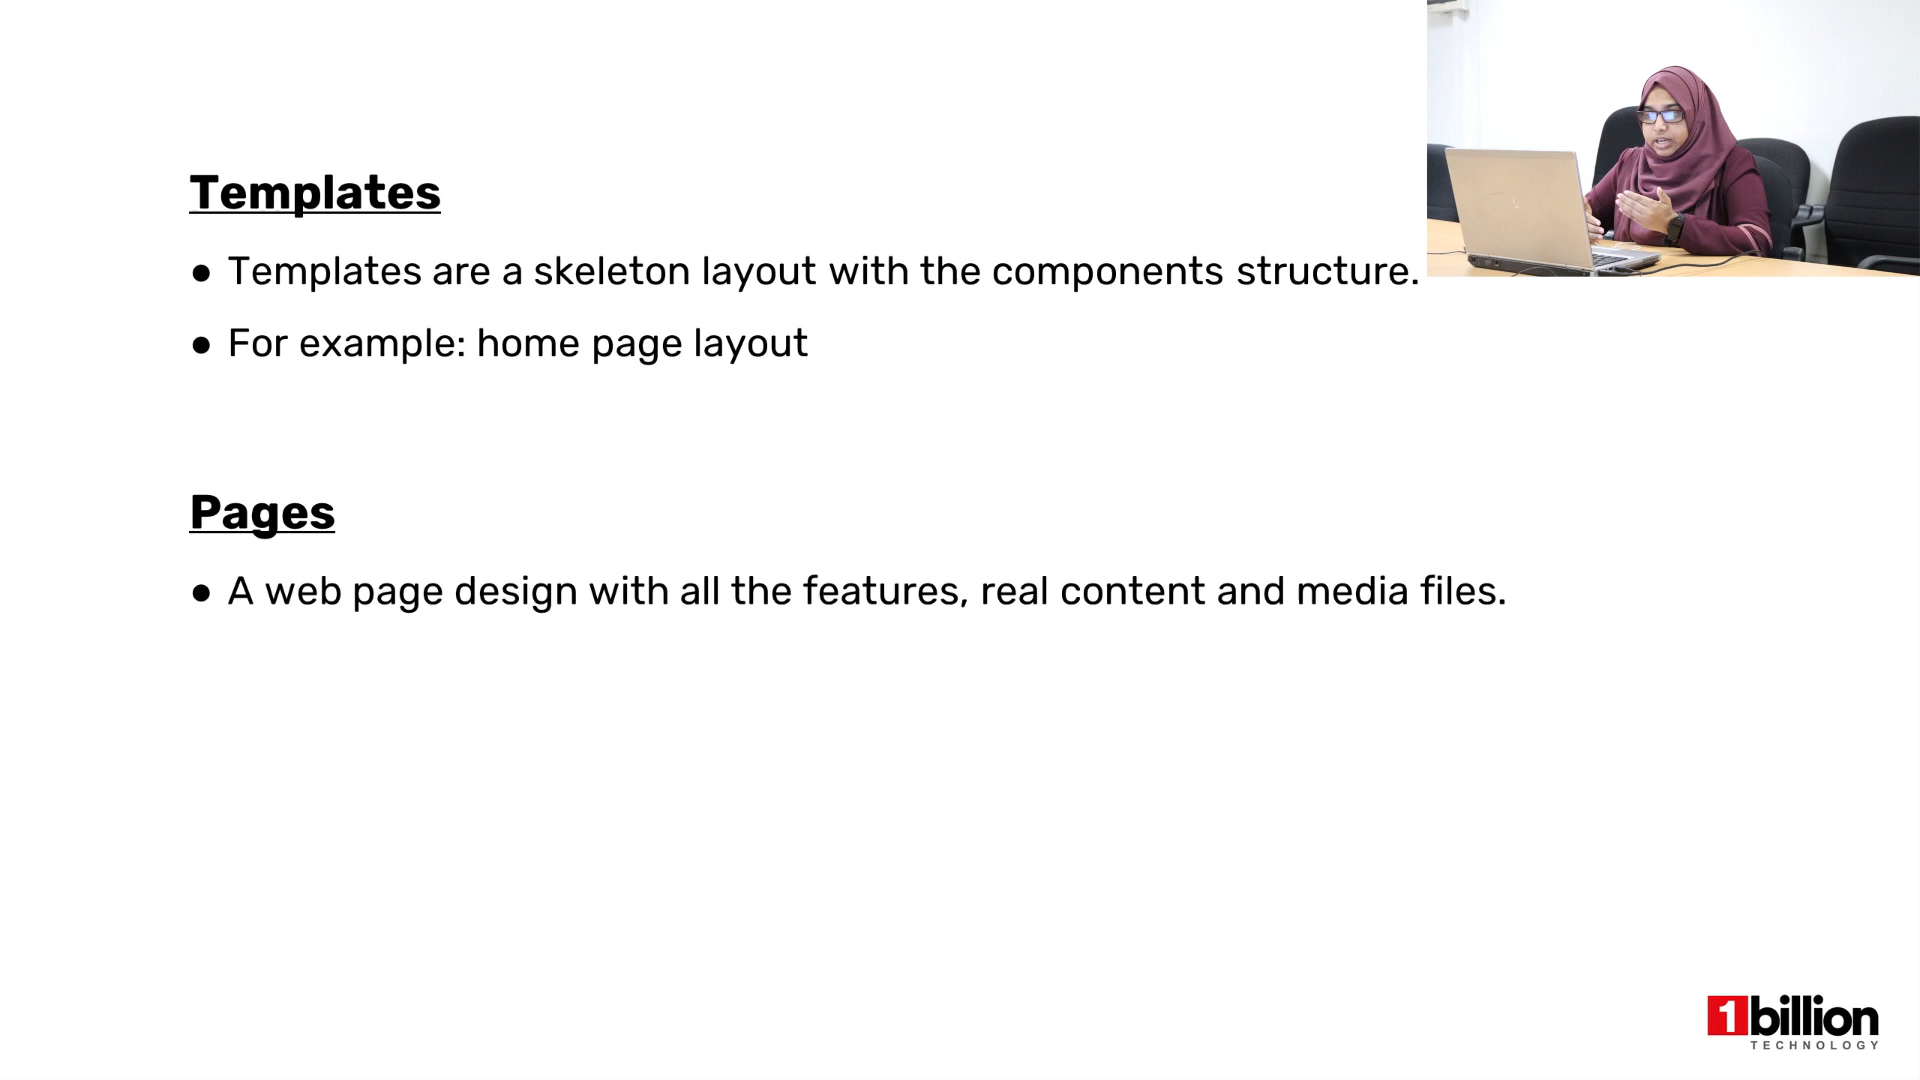 Templates
● Templates are a skeleton layout with the components structure.
● For example: home page layout
Pages
● A web page design with all the features, real content and media files.
1billion
TECHNOLOGY